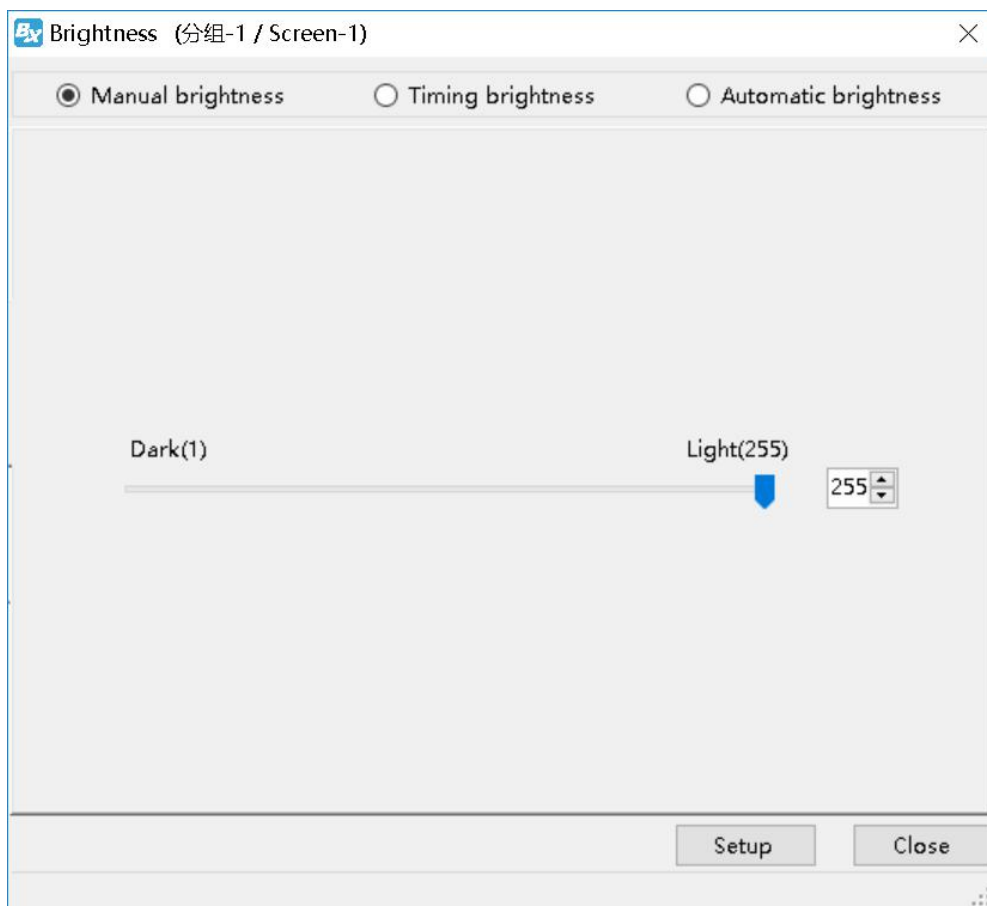 BX Brightness (分组-1 / Screen-1)
Manual brightness Timing brightness Automatic brightness
Dark(1) Light(255)
255
Setup Close